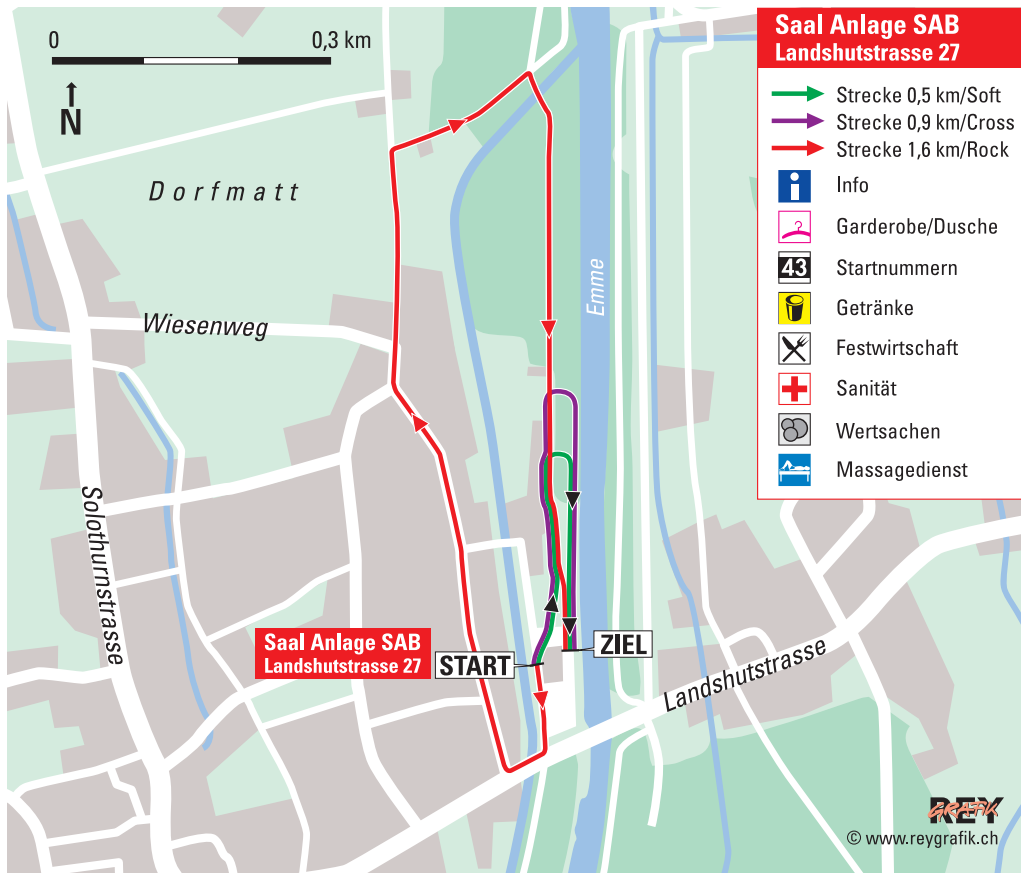 0 0,3 km
N
Dorfmatt
Wiesenweg
Solothurnstrasse
Emme
Landshutstrasse
Saal Anlage SAB
Landshutstrasse 27
START
ZIEL
Saal Anlage SAB
Landshutstrasse 27
Strecke 0,5 km/Soft
Strecke 0,9 km/Cross
Strecke 1,6 km/Rock
Info
Garderobe/Dusche
43 Startnummern
Getränke
Festwirtschaft
Sanität
Wertsachen
Massagedienst
REY
GRAFIK
© www.reygrafik.ch